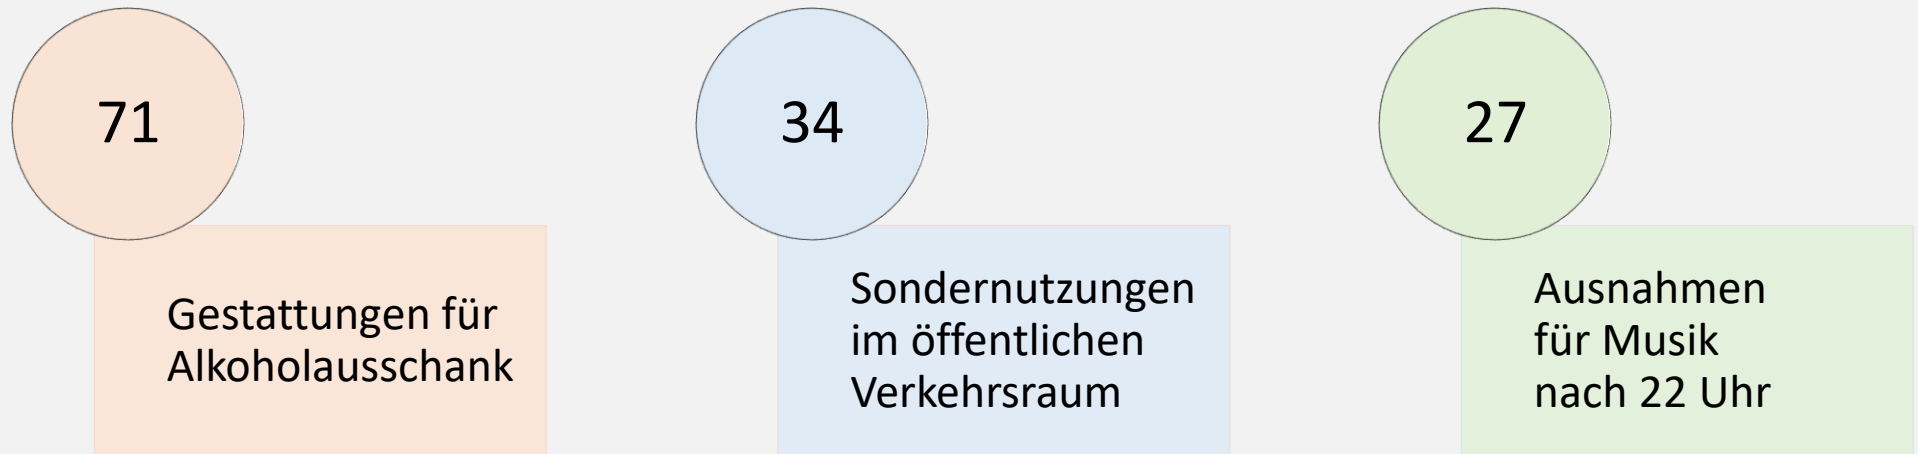 71
Gestattungen für
Alkoholausschank
34
Sondernutzungen
im öffentlichen
Verkehrsraum
27
Ausnahmen
für Musik
nach 22 Uhr